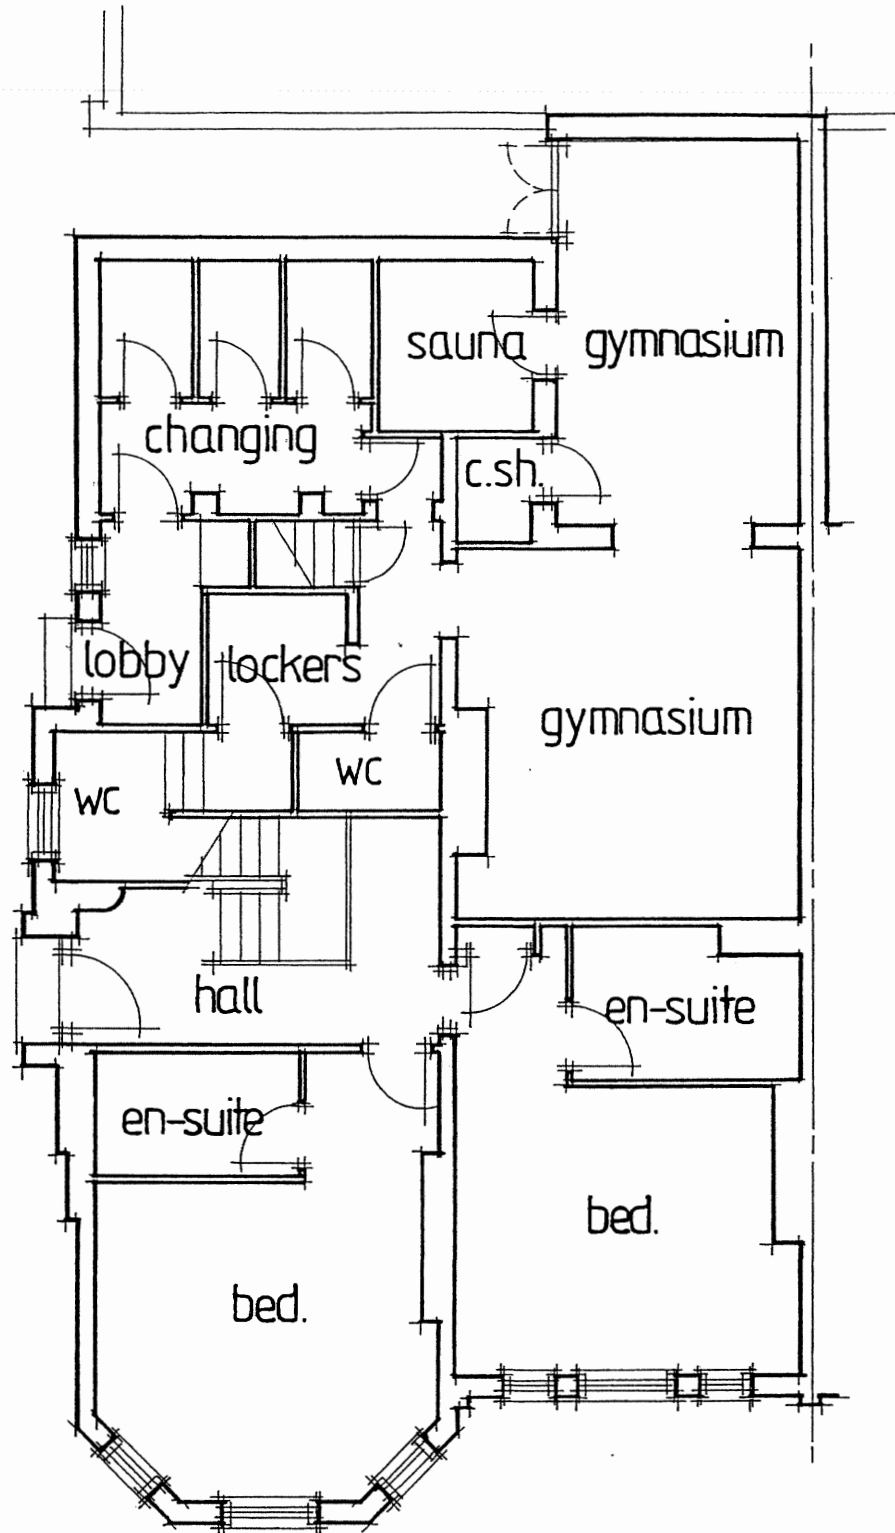 sauna
gymnasium
changing
c.sh.
lobby
lockers
gymnasium
wc
wc
hall
en-suite
en-suite
bed.
bed.